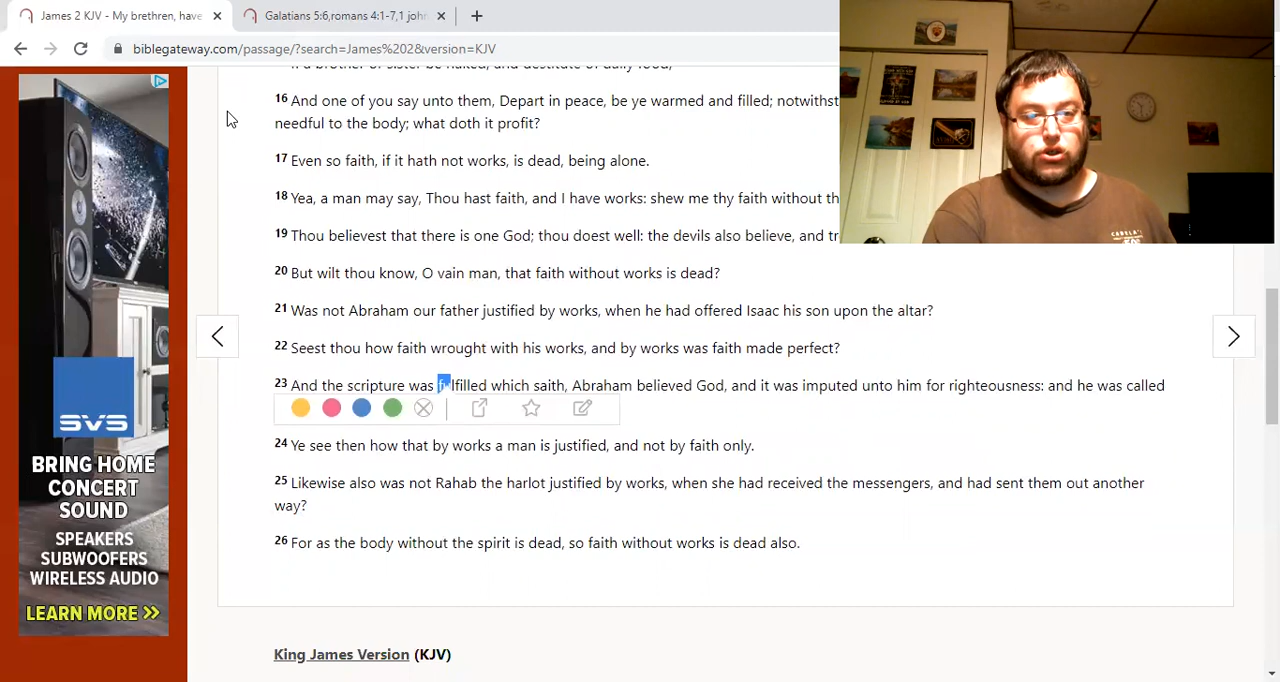 James 2 KJV - My brethren, have
Galatians 5:6,romans 4:1-7,1 joh
biblegateway.com/passage/?search=James%202&version=KJV
16 And one of you say unto them, Depart in peace, be ye warmed and filled; notwithst
needful to the body; what doth it profit?
17 Even so faith, if it hath not works, is dead, being alone.
18 Yea, a man may say, Thou hast faith, and I have works: shew me thy faith without th
19 Thou believest that there is one God; thou doest well: the devils also believe, and tr
20 But wilt thou know, O vain man, that faith without works is dead?
21 Was not Abraham our father justified by works, when he had offered Isaac his son upon the altar?
22 Seest thou how faith wrought with his works, and by works was faith made perfect?
23 And the scripture was fulfilled which saith, Abraham believed God, and it was imputed unto him for righteousness: and he was called
24 Ye see then how that by works a man is justified, and not by faith only.
25 Likewise also was not Rahab the harlot justified by works, when she had received the messengers, and had sent them out another
way?
26 For as the body without the spirit is dead, so faith without works is dead also.
King James Version (KJV)
SVS
BRING HOME
CONCERT
SOUND
SPEAKERS
SUBWOOFERS
WIRELESS AUDIO
LEARN MORE >>
CABELA'S